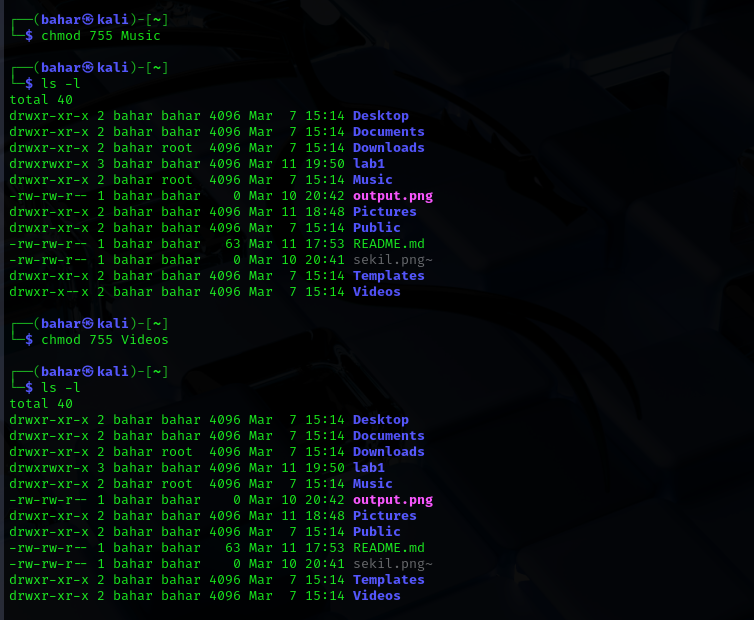 ┌──(bahar㉿kali)-[~]
└─$ chmod 755 Music
┌──(bahar㉿kali)-[~]
└─$ ls -l
total 40
drwxr-xr-x 2 bahar bahar 4096 Mar  7 15:14 Desktop
drwxr-xr-x 2 bahar bahar 4096 Mar  7 15:14 Documents
drwxr-xr-x 2 bahar root  4096 Mar  7 15:14 Downloads
drwxrwxr-x 3 bahar bahar 4096 Mar 11 19:50 lab1
drwxr-xr-x 2 bahar root  4096 Mar  7 15:14 Music
-rw-rw-r-- 1 bahar bahar    0 Mar 10 20:42 output.png
drwxr-xr-x 2 bahar bahar 4096 Mar 11 18:48 Pictures
drwxr-xr-x 2 bahar bahar 4096 Mar  7 15:14 Public
-rw-rw-r-- 1 bahar bahar   63 Mar 11 17:53 README.md
-rw-rw-r-- 1 bahar bahar    0 Mar 10 20:41 sekil.png~
drwxr-xr-x 2 bahar bahar 4096 Mar  7 15:14 Templates
drwxr-x--x 2 bahar bahar 4096 Mar  7 15:14 Videos
┌──(bahar㉿kali)-[~]
└─$ chmod 755 Videos
┌──(bahar㉿kali)-[~]
└─$ ls -l
total 40
drwxr-xr-x 2 bahar bahar 4096 Mar  7 15:14 Desktop
drwxr-xr-x 2 bahar bahar 4096 Mar  7 15:14 Documents
drwxr-xr-x 2 bahar root  4096 Mar  7 15:14 Downloads
drwxrwxr-x 3 bahar bahar 4096 Mar 11 19:50 lab1
drwxr-xr-x 2 bahar root  4096 Mar  7 15:14 Music
-rw-rw-r-- 1 bahar bahar    0 Mar 10 20:42 output.png
drwxr-xr-x 2 bahar bahar 4096 Mar 11 18:48 Pictures
drwxr-xr-x 2 bahar bahar 4096 Mar  7 15:14 Public
-rw-rw-r-- 1 bahar bahar   63 Mar 11 17:53 README.md
-rw-rw-r-- 1 bahar bahar    0 Mar 10 20:41 sekil.png~
drwxr-xr-x 2 bahar bahar 4096 Mar  7 15:14 Templates
drwxr-xr-x 2 bahar bahar 4096 Mar  7 15:14 Videos